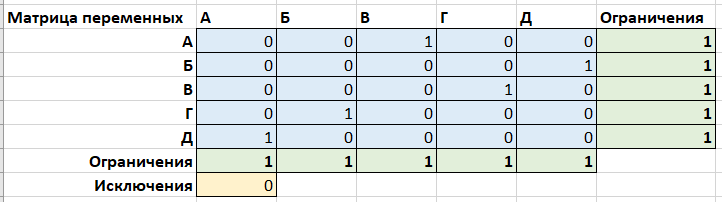 Матрица переменных А Б В Г Д Ограничения
А 0 0 1 0 0 1
Б 0 0 0 0 1 1
В 0 0 0 1 0 1
Г 0 1 0 0 0 1
Д 1 0 0 0 0 1
Ограничения 1 1 1 1 1
Исключения 0